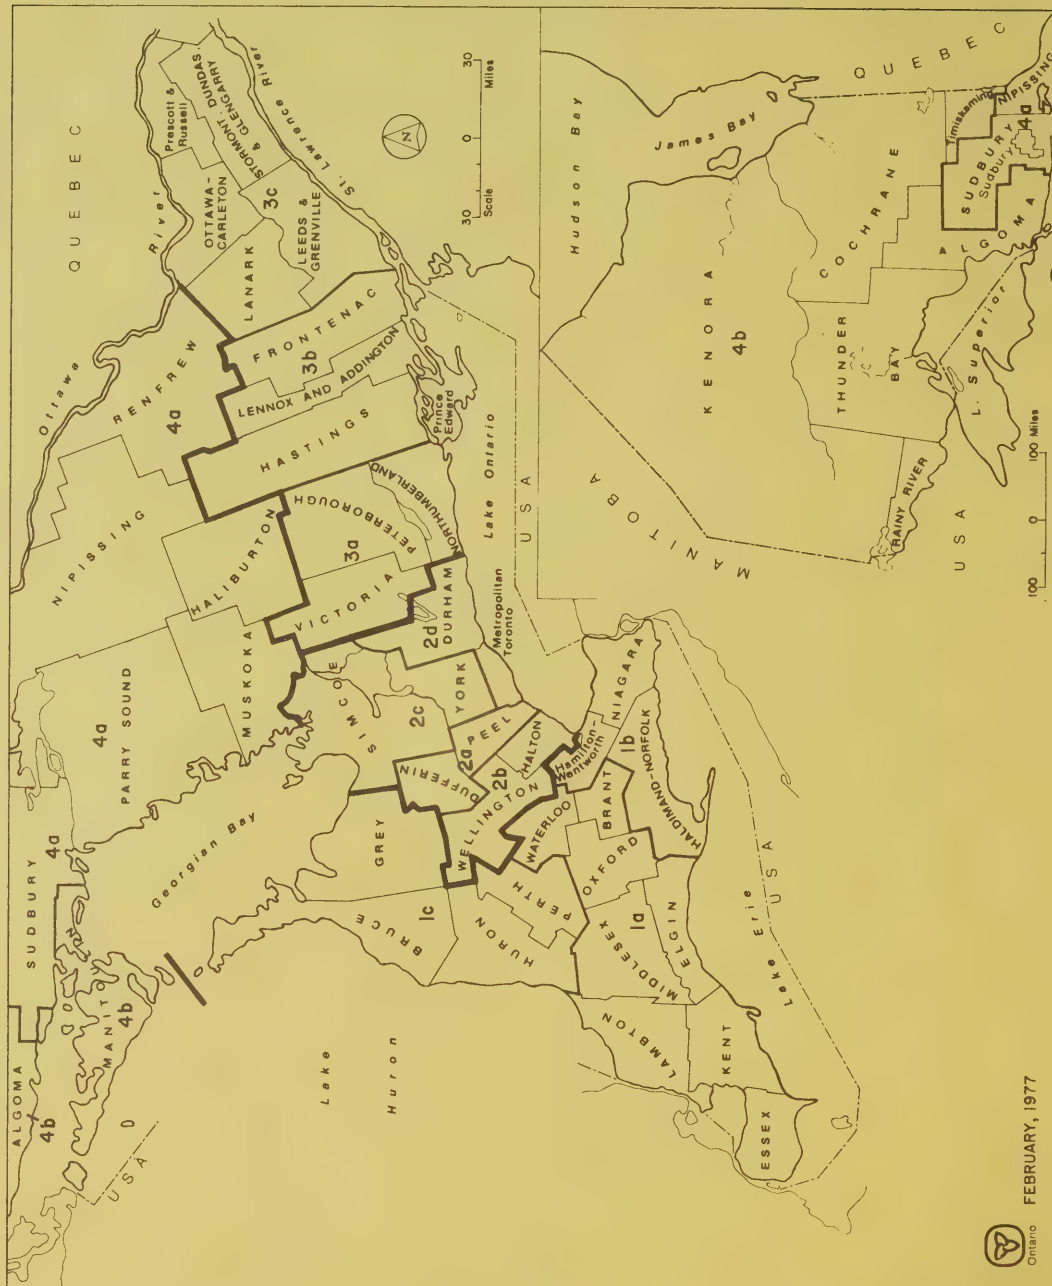 QUEBEC
Ottawa
River
Prescott &
Russell
STORMONT, DUNDAS,
& GLENGARRY
OTTAWA-
CARLETON
3c
LANARK
LEEDS &
GRENVILLE
St. Lawrence River
30 0 30
Scale Miles
N
RENFREW
4a
FRONTENAC
3b
LENNOX AND ADDINGTON
HASTINGS
Prince
Edward
NIPISSING
HALIBURTON
PETERBOROUGH
NORTHUMBERLAND
3a
VICTORIA
Lake Ontario
USA
PARRY SOUND
4a
MUSKOKA
SIMCOE
2d
DURHAM
Metropolitan
Toronto
2c
YORK
PEEL
2a
DUFFERIN
HALTON
2b
WELLINGTON
Hamilton-
Wentworth
NIAGARA
1b
HALDIMAND-NORFOLK
BRANT
WATERLOO
SUDBURY
4a
Georgian Bay
GREY
BRUCE
1c
HURON
PERTH
OXFORD
1a
MIDDLESEX
ELGIN
Lake Erie
USA
ALGOMA
4b
MANITO
4b
USA
Lake
Huron
LAMBTON
KENT
ESSEX
Hudson Bay
James Bay
QUEBEC
MANITOBA
KENORA
4b
COCHRANE
Timiskaming
NIPISSING
SUDBURY
Sudbury
4a
ALGOMA
THUNDER
BAY
L. Superior
RAINY RIVER
USA
100 0 100 Miles
Ontario
FEBRUARY, 1977